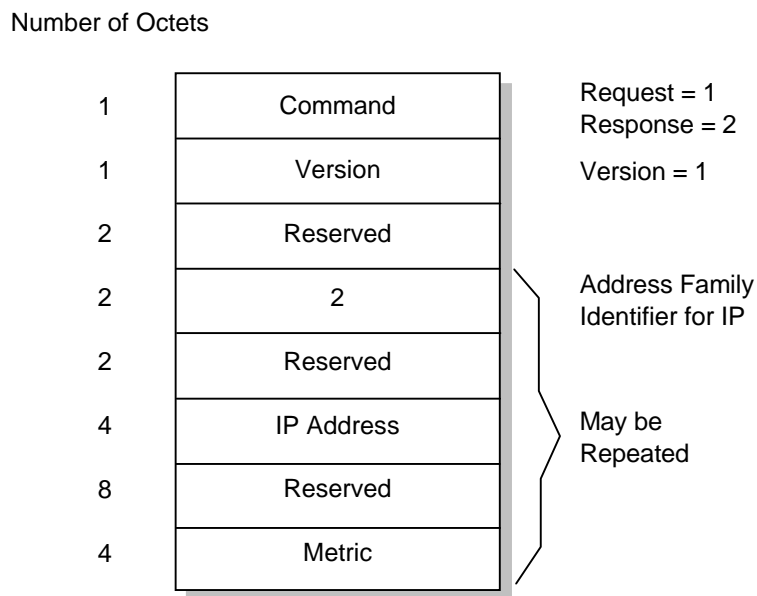 Number of Octets
1
Command
Request = 1
Response = 2
1
Version
Version = 1
2
Reserved
2
2
Address Family
Identifier for IP
2
Reserved
4
IP Address
May be
Repeated
8
Reserved
4
Metric